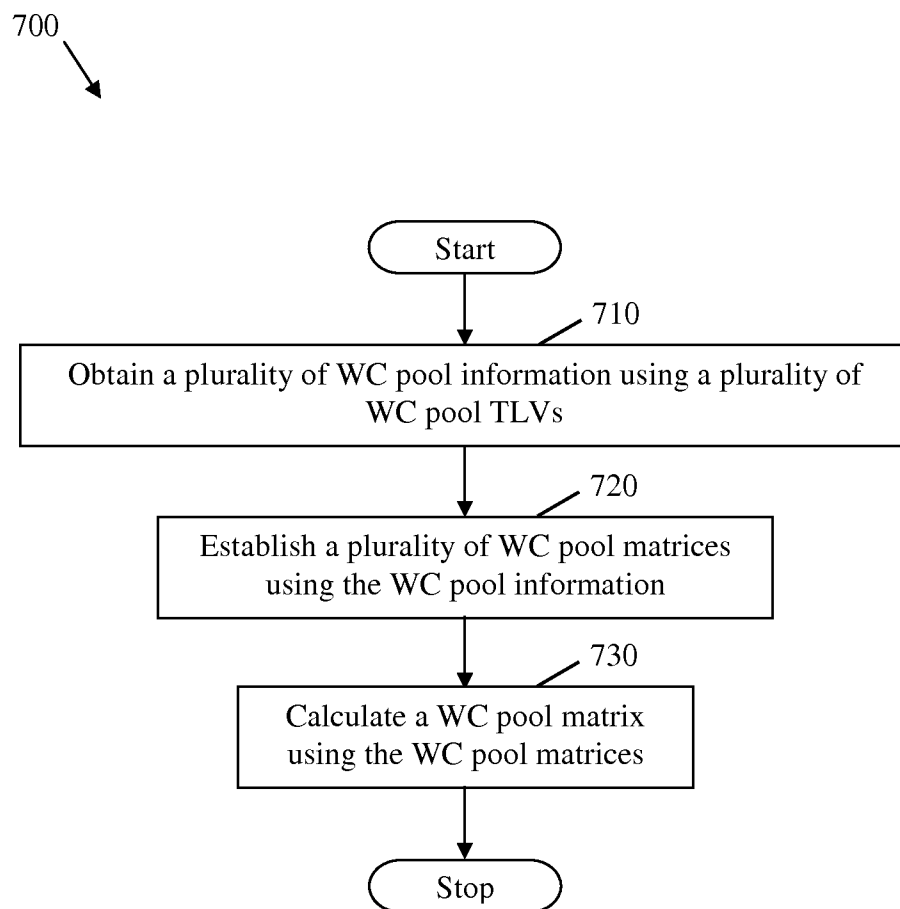 700
Start
710
Obtain a plurality of WC pool information using a plurality of
WC pool TLVs
720
Establish a plurality of WC pool matrices
using the WC pool information
730
Calculate a WC pool matrix
using the WC pool matrices
Stop